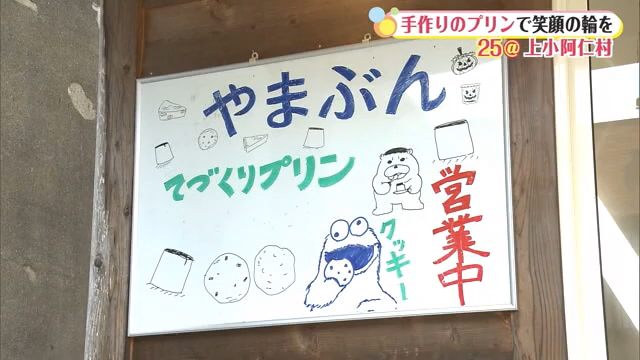 手作りのプリンで笑顔の輪を
25@上小阿仁村
やまぶん
てづくりプリン
クッキー
営業中